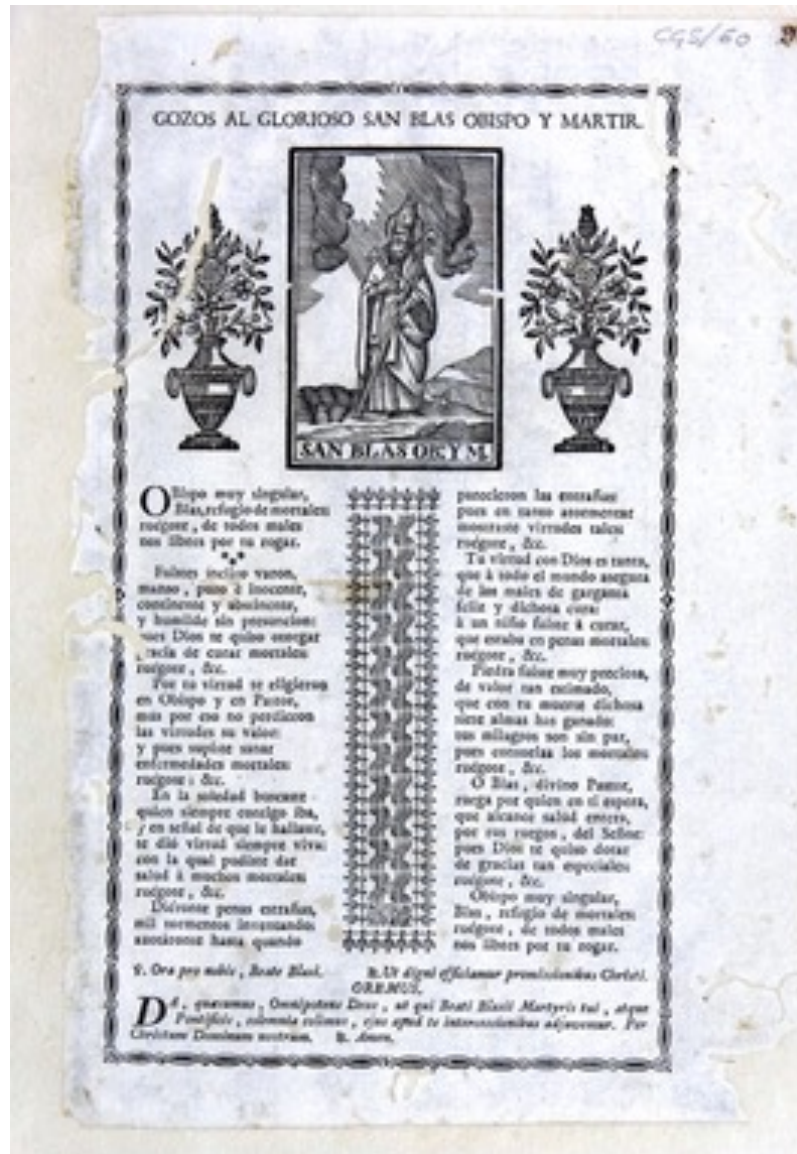 CGS/60
GOZOS AL GLORIOSO SAN BLAS OBISPO Y MARTIR.
SAN BLAS OB. Y M.
Obispo muy singular,
Blas, refugio de mortales:
ruégote, de todos males
nos libres por tu rogar.
Fuistes inclito varon,
manso, puro é inocente,
continente y abstinente,
y humilde sin presuncion:
pues Dios te quiso otorgar
gracia de curar mortales:
ruégote, &c.
Por tu virtud te eligieron
en Obispo y en Pastor,
mas por eso no perdieron
las virtudes su valor:
y pues supiste sanar
enfermedades mortales:
ruégote: &c.
En la soledad buscaste
quien siempre contigo iba,
y en señal de que le hallaste,
te dió virtud siempre viva:
con la qual pudiste dar
salud á muchos mortales:
ruégote, &c.
Diéronte penas estrañas,
mil tormentos inventando:
azotáronte hasta quando
parecieron las entrañas:
pues en tanto atormentar
mostraste virtudes tales:
ruégote, &c.
Tu virtud con Dios es tanta,
que à todo el mundo asegura
de los males de garganta
feliz y dichosa cura:
à un niño fuiste à curar,
que estaba en penas mortales:
ruégote, &c.
Piedra fuiste muy preciosa,
de valor tan estimado,
que con tu muerte dichosa
siete almas has ganado:
tus milagros son sin par,
pues consuelas los mortales:
ruégote, &c.
O Blas, divino Pastor,
ruega por quien en ti espera,
que alcance salud entera,
por tus ruegos, del Señor:
pues Dios te quiso dotar
de gracias tan especiales:
ruégote, &c.
Obispo muy singular,
Blas, refugio de mortales:
ruégote, de todos males
nos libres por tu rogar.
℣. Ora pro nobis, Beate Blasi. ℟. Ut digni efficiamur promissionibus Christi.
OREMUS.
DA, quæsumus, Omnipotens Deus, ut qui Beati Blasii Martyris tui, atque
Pontificis, solemnia colimus, ejus apud te intercessionibus adjuvemur. Per
Christum Dominum nostrum. ℟. Amen.